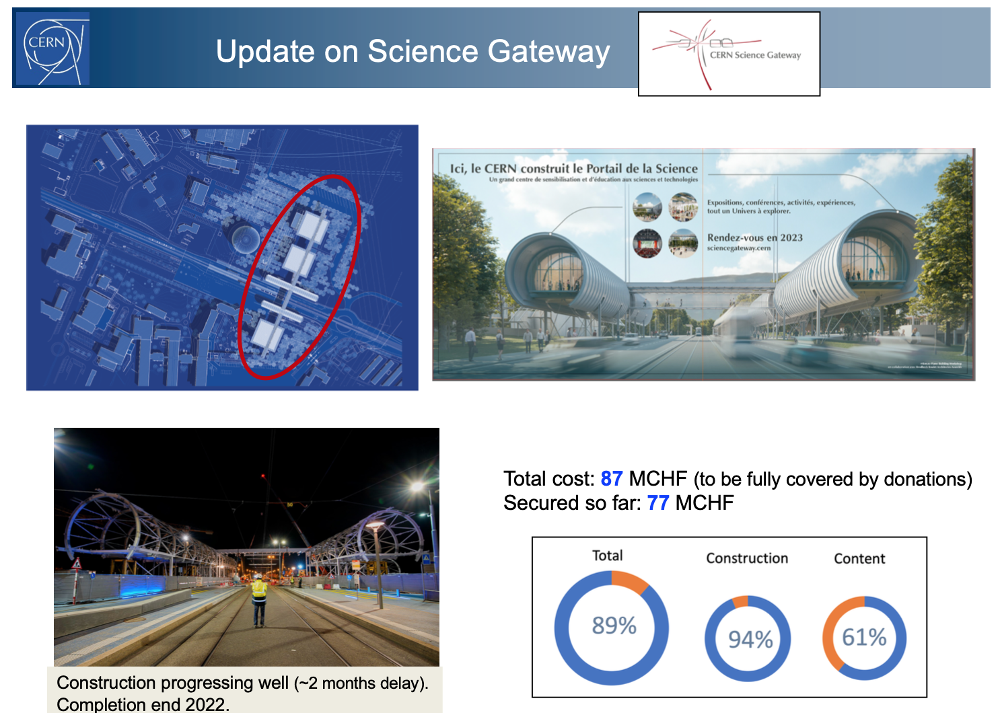 CERN
Update on Science Gateway
CERN Science Gateway
Ici, le CERN construit le Portail de la Science
Un grand centre de sensibilisation et d'éducation aux sciences et technologies
Expositions, conférences, activités, expériences,
tout un Univers à explorer.
Rendez-vous en 2023
sciencegateway.cern
50
Total cost: 87 MCHF (to be fully covered by donations)
Secured so far: 77 MCHF
Total
Construction
Content
89%
94%
61%
Construction progressing well (~2 months delay).
Completion end 2022.